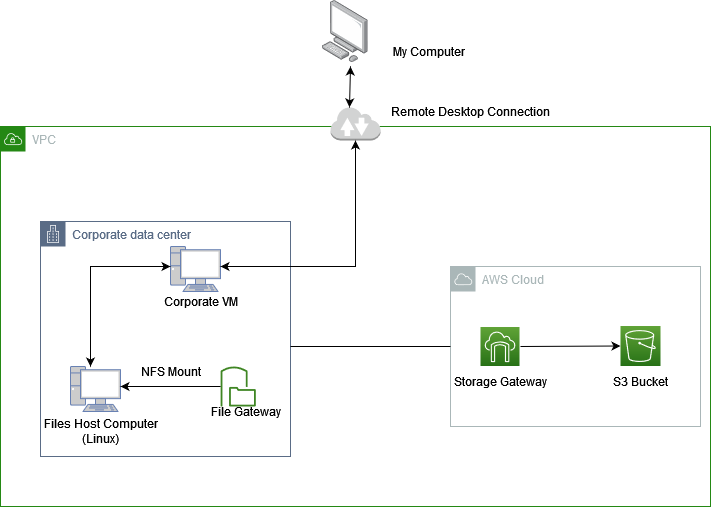 My Computer
Remote Desktop Connection
VPC
Corporate data center
Corporate VM
AWS Cloud
NFS Mount
Storage Gateway
S3 Bucket
File Gateway
Files Host Computer
(Linux)